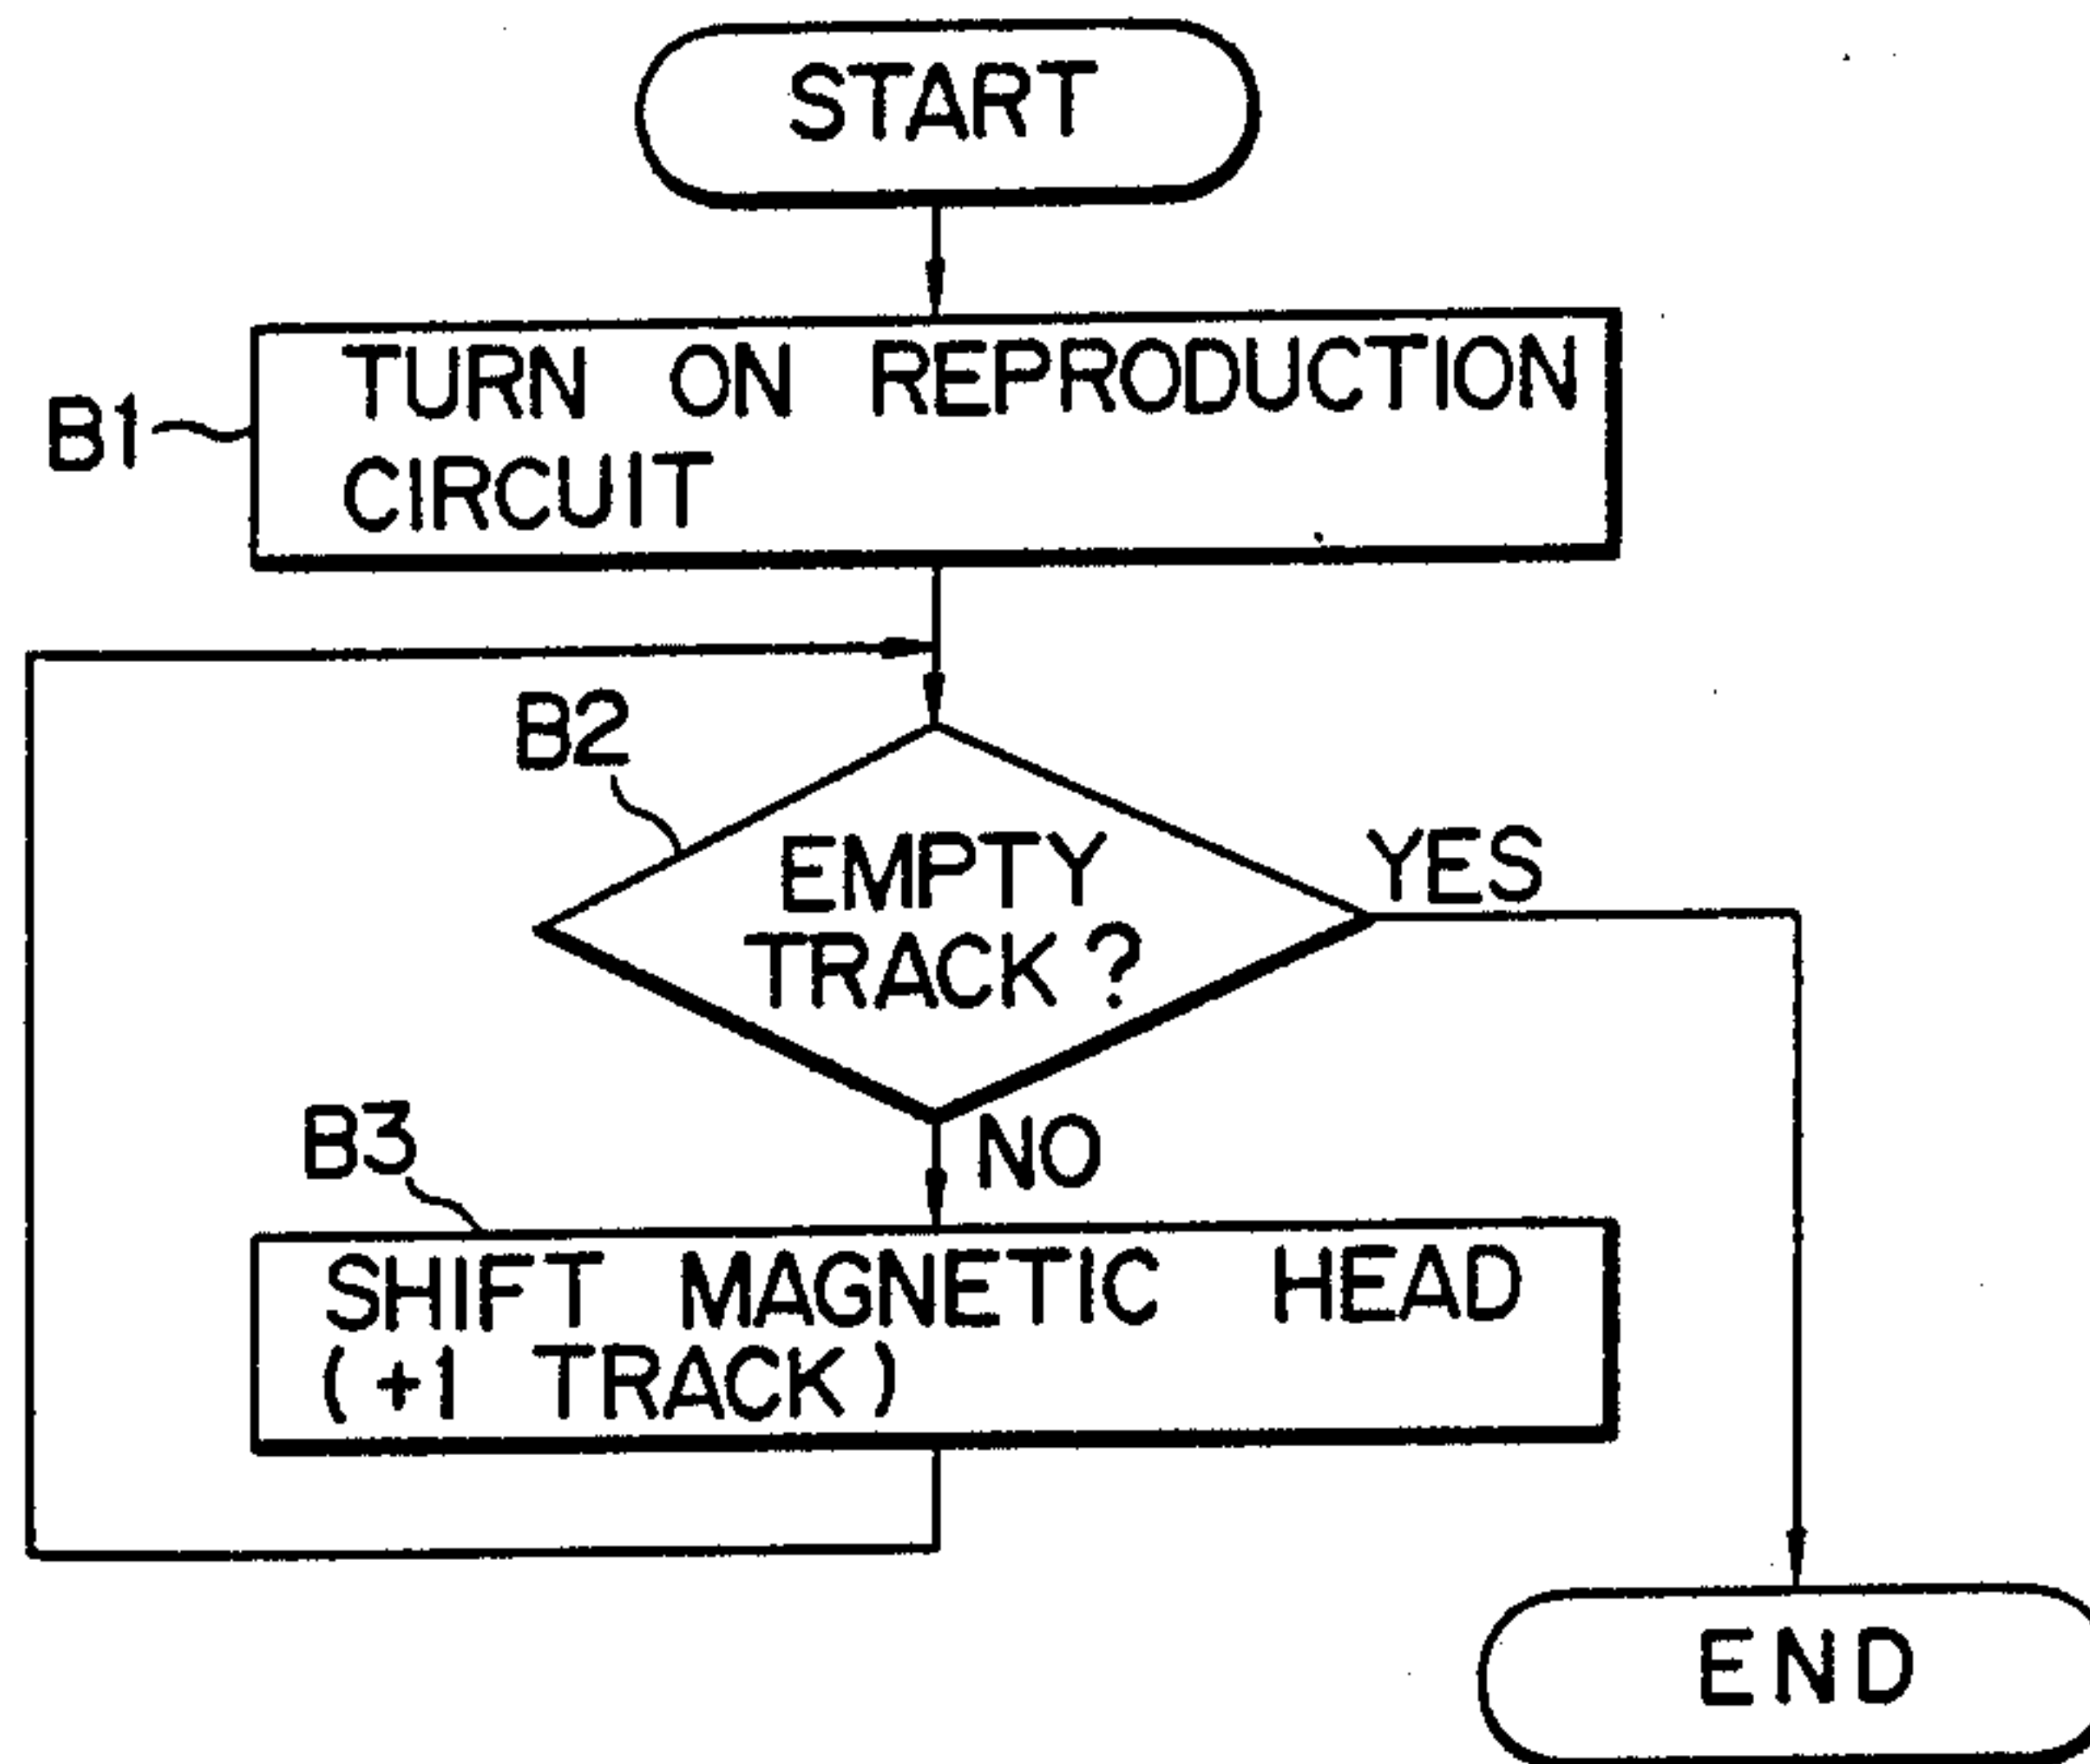 START
B1
TURN ON REPRODUCTION
CIRCUIT
B2
EMPTY
TRACK?
YES
NO
B3
SHIFT MAGNETIC HEAD
(+1 TRACK)
END